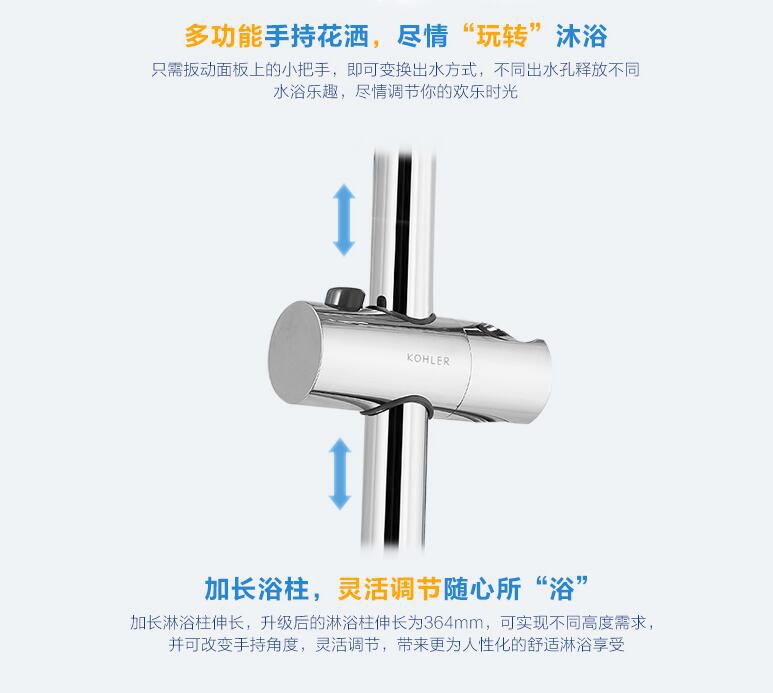 多功能手持花洒，尽情“玩转”沐浴
只需扳动面板上的小把手，即可变换出水方式，不同出水孔释放不同
水浴乐趣，尽情调节你的欢乐时光
KOHLER
加长浴柱，灵活调节随心所“浴”
加长淋浴柱伸长，升级后的淋浴柱伸长为364mm，可实现不同高度需求，
并可改变手持角度，灵活调节，带来更为人性化的舒适淋浴享受